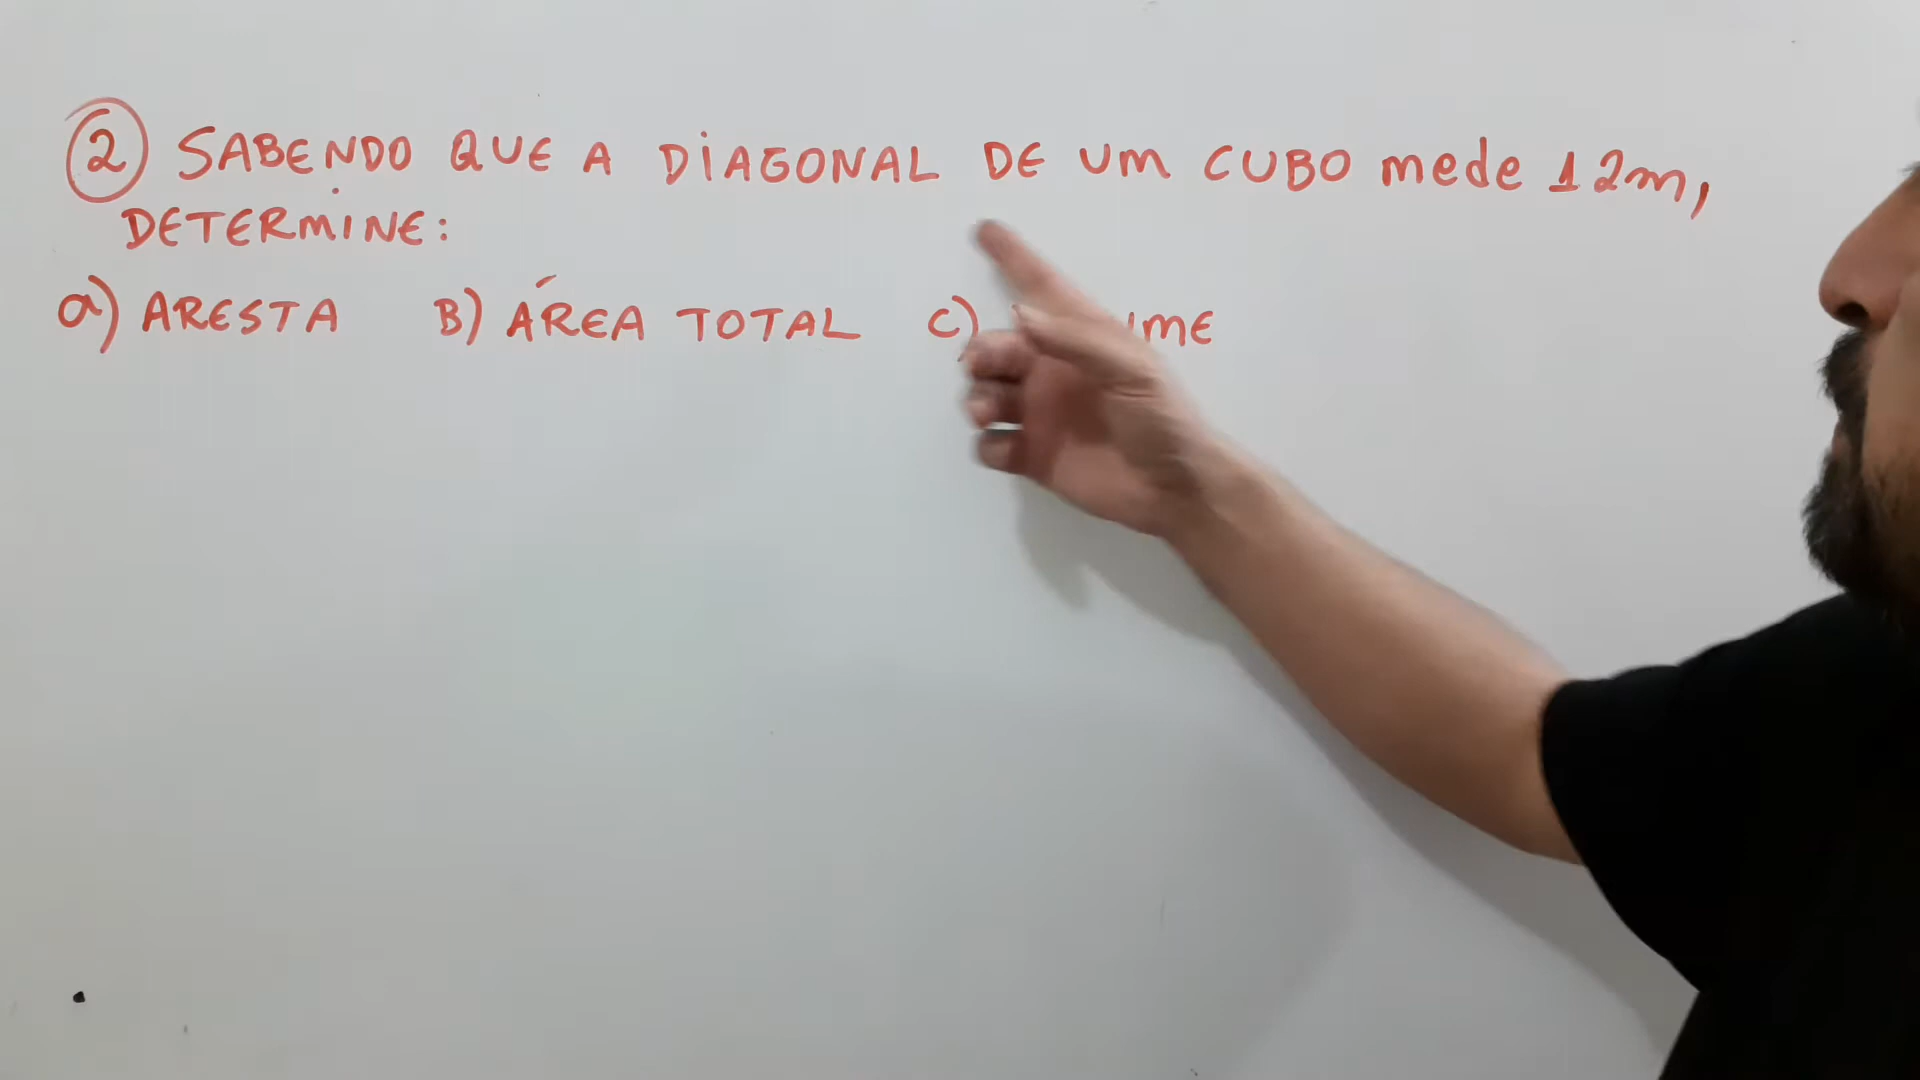 2 SABENDO QUE A DIAGONAL DE UM CUBO mede 12m,
DETERMINE:
a) ARESTA B) ÁREA TOTAL C)